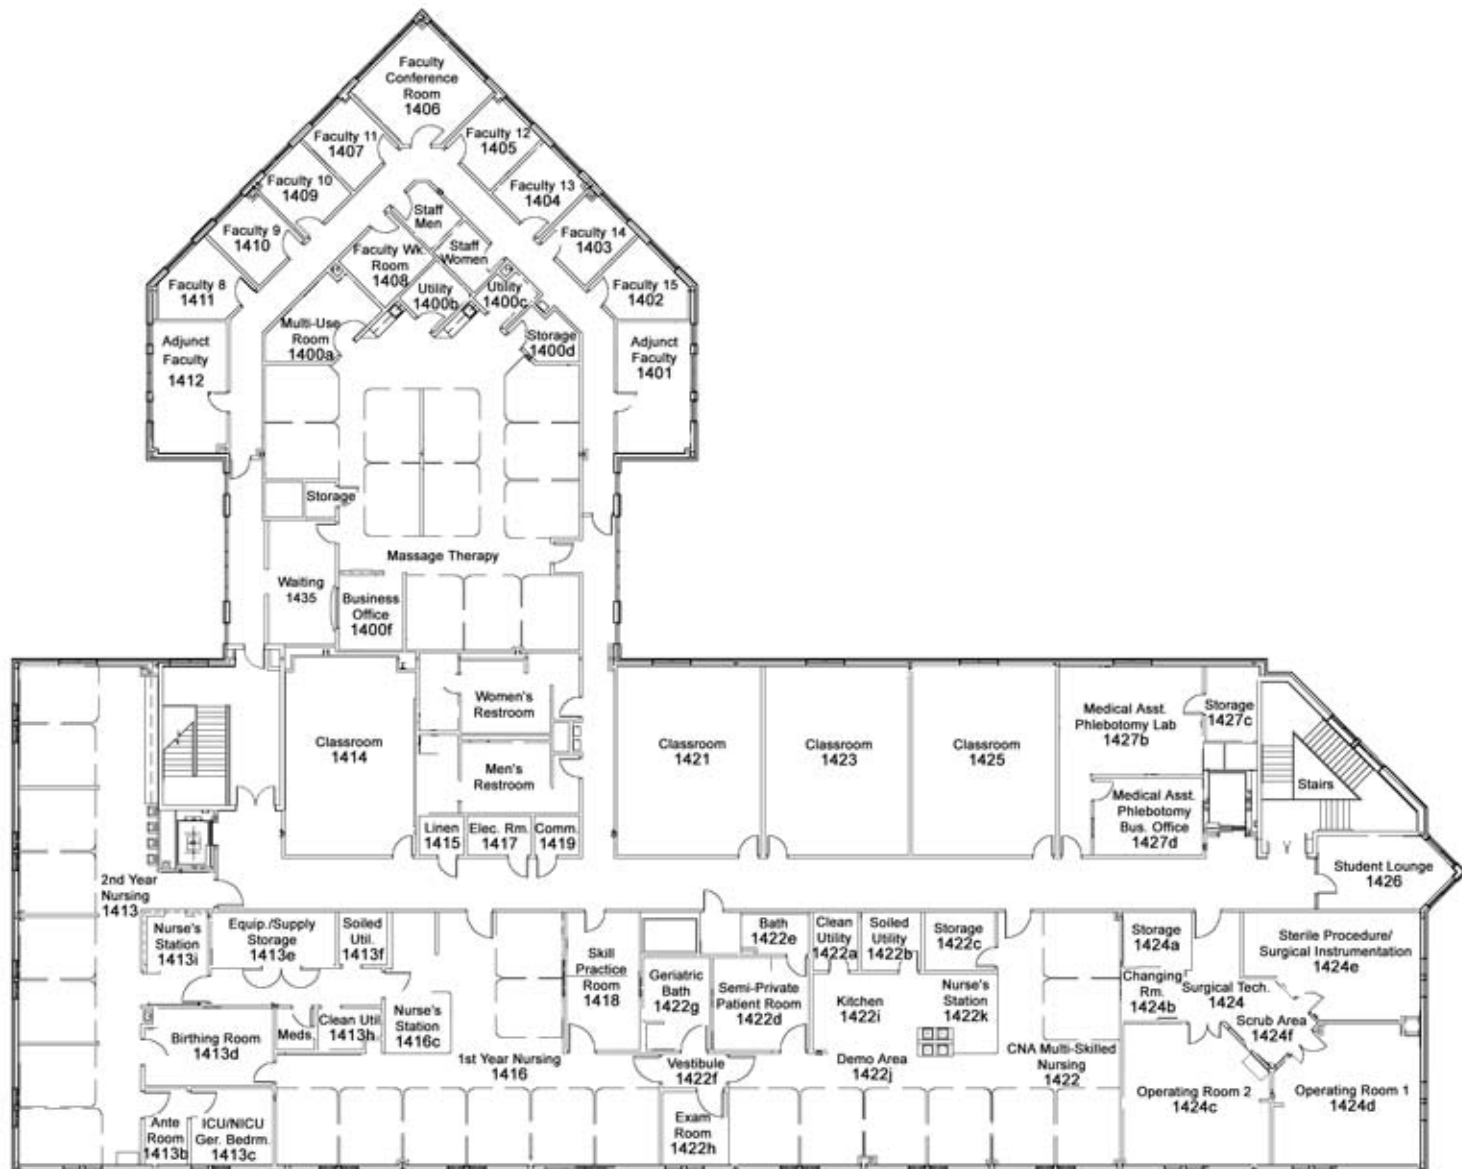 Faculty
Conference
Room
1406
Faculty 11
1407
Faculty 12
1405
Faculty 10
1409
Faculty 13
1404
Staff
Men
Faculty 9
1410
Faculty 14
1403
Faculty Wk.
Room
1408
Staff
Women
Faculty 8
1411
Utility
1400b
Utility
1400c
Faculty 15
1402
Multi-Use
Room
1400a
Storage
1400d
Adjunct
Faculty
1412
Adjunct
Faculty
1401
Storage
Massage Therapy
Waiting
1435
Business
Office
1400f
Women's
Restroom
Classroom
1414
Men's
Restroom
Classroom
1421
Classroom
1423
Classroom
1425
Medical Asst.
Phlebotomy Lab
1427b
Storage
1427c
Stairs
Medical Asst.
Phlebotomy
Bus. Office
1427d
Linen
1415
Elec. Rm.
1417
Comm.
1419
Student Lounge
1426
2nd Year
Nursing
1413
Nurse's
Station
1413i
Equip./Supply
Storage
1413e
Soiled
Util.
1413f
Skill
Practice
Room
1418
Bath
1422e
Clean
Utility
1422a
Soiled
Utility
1422b
Storage
1422c
Storage
1424a
Sterile Procedure/
Surgical Instrumentation
1424e
Geriatric
Bath
1422g
Semi-Private
Patient Room
1422d
Kitchen
1422i
Nurse's
Station
1422k
Changing
Rm.
1424b
Surgical Tech.
1424
Scrub Area
1424f
Birthing Room
1413d
Meds
Clean Util
1413h
Nurse's
Station
1416c
1st Year Nursing
1416
Vestibule
1422f
Demo Area
1422j
CNA Multi-Skilled
Nursing
1422
Operating Room 2
1424c
Operating Room 1
1424d
Ante
Room
1413b
ICU/NICU
Ger. Bedrm.
1413c
Exam
Room
1422h